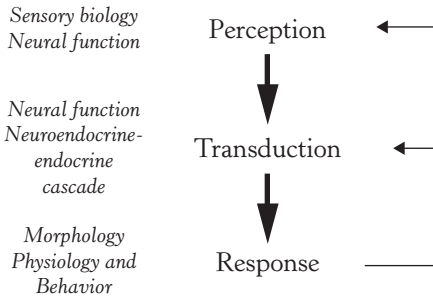 Sensory biology
Neural function
Perception
Neural function
Neuroendocrine-
endocrine
cascade
Transduction
Morphology
Physiology and
Behavior
Response